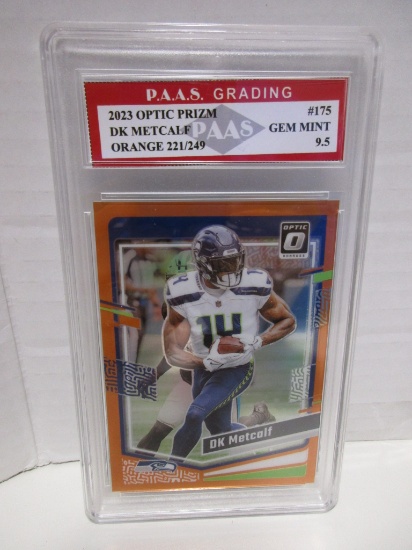 P.A.A.S. GRADING
2023 OPTIC PRIZM #175
DK METCALF PAAS GEM MINT
ORANGE 221/249 9.5
OPTIC
14
14
DK Metcalf